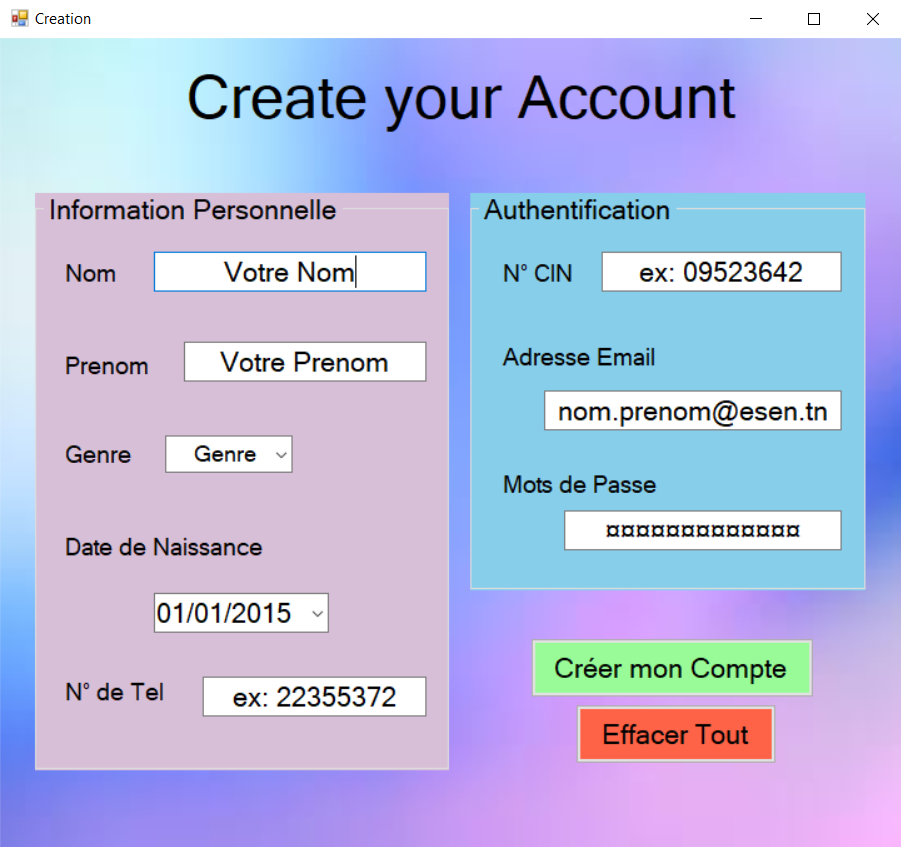 Creation
Create your Account
Information Personnelle
Nom
Votre Nom
Prenom
Votre Prenom
Genre
Genre
Date de Naissance
01/01/2015
N° de Tel
ex: 22355372
Authentification
N° CIN
ex: 09523642
Adresse Email
nom.prenom@esen.tn
Mots de Passe
¤¤¤¤¤¤¤¤¤¤¤¤¤
Créer mon Compte
Effacer Tout